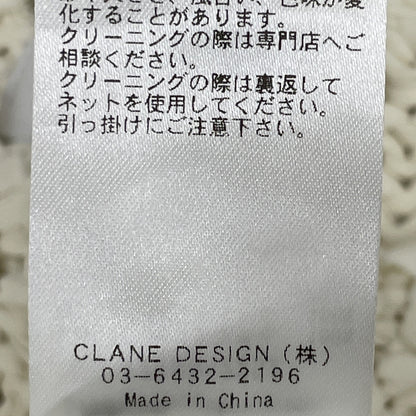 化することがあります。
クリーニングの際は専門店へご
相談ください。
クリーニングの際は裏返して
ネットを使用してください。
引っ掛けにご注意下さい。
CLANE DESIGN（株）
03-6432-2196
Made in China